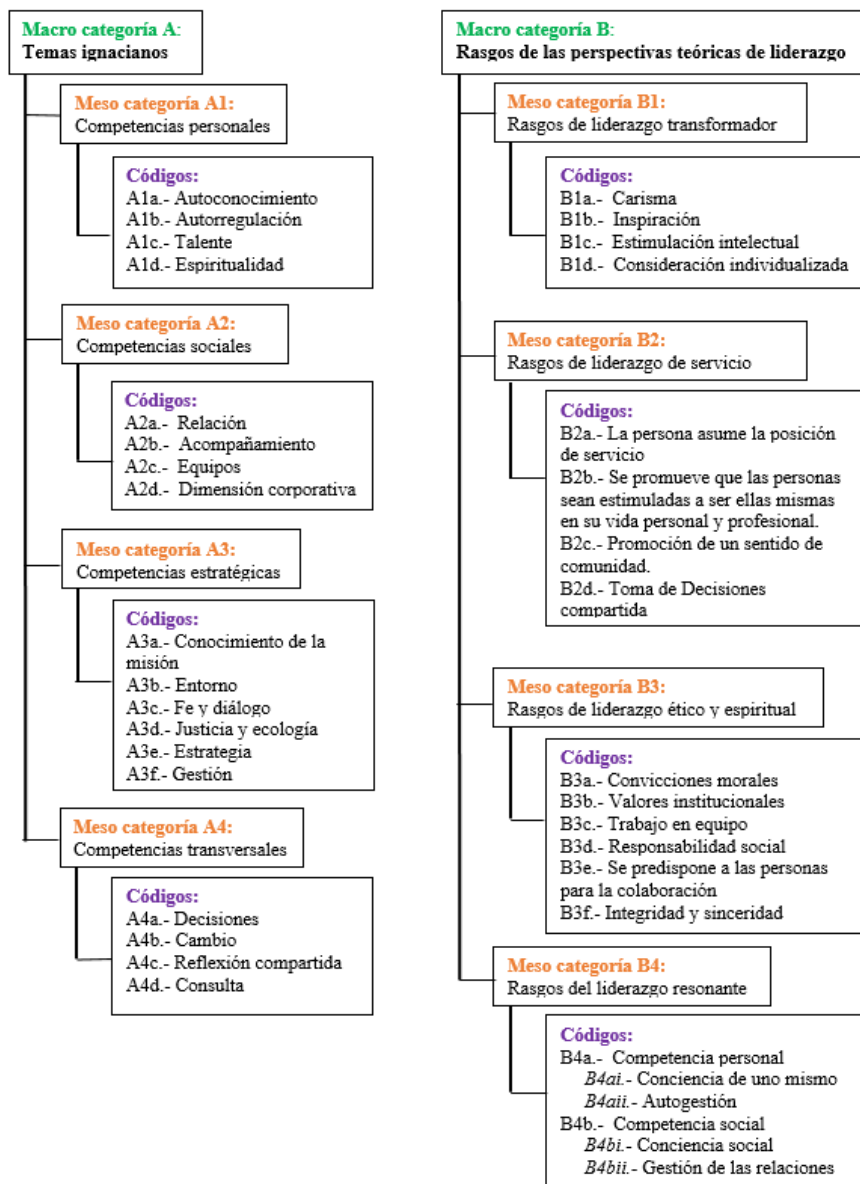 Macro categoría A:
Temas ignacianos
Meso categoría A1:
Competencias personales
Códigos:
A1a.- Autoconocimiento
A1b.- Autorregulación
A1c.- Talente
A1d.- Espiritualidad
Meso categoría A2:
Competencias sociales
Códigos:
A2a.- Relación
A2b.- Acompañamiento
A2c.- Equipos
A2d.- Dimensión corporativa
Meso categoría A3:
Competencias estratégicas
Códigos:
A3a.- Conocimiento de la
misión
A3b.- Entorno
A3c.- Fe y diálogo
A3d.- Justicia y ecología
A3e.- Estrategia
A3f.- Gestión
Meso categoría A4:
Competencias transversales
Códigos:
A4a.- Decisiones
A4b.- Cambio
A4c.- Reflexión compartida
A4d.- Consulta
Macro categoría B:
Rasgos de las perspectivas teóricas de liderazgo
Meso categoría B1:
Rasgos de liderazgo transformador
Códigos:
B1a.- Carisma
B1b.- Inspiración
B1c.- Estimulación intelectual
B1d.- Consideración individualizada
Meso categoría B2:
Rasgos de liderazgo de servicio
Códigos:
B2a.- La persona asume la posición
de servicio
B2b.- Se promueve que las personas
sean estimuladas a ser ellas mismas
en su vida personal y profesional.
B2c.- Promoción de un sentido de
comunidad.
B2d.- Toma de Decisiones
compartida
Meso categoría B3:
Rasgos de liderazgo ético y espiritual
Códigos:
B3a.- Convicciones morales
B3b.- Valores institucionales
B3c.- Trabajo en equipo
B3d.- Responsabilidad social
B3e.- Se predispone a las personas
para la colaboración
B3f.- Integridad y sinceridad
Meso categoría B4:
Rasgos del liderazgo resonante
Códigos:
B4a.- Competencia personal
B4ai.- Conciencia de uno mismo
B4aii.- Autogestión
B4b.- Competencia social
B4bi.- Conciencia social
B4bii.- Gestión de las relaciones